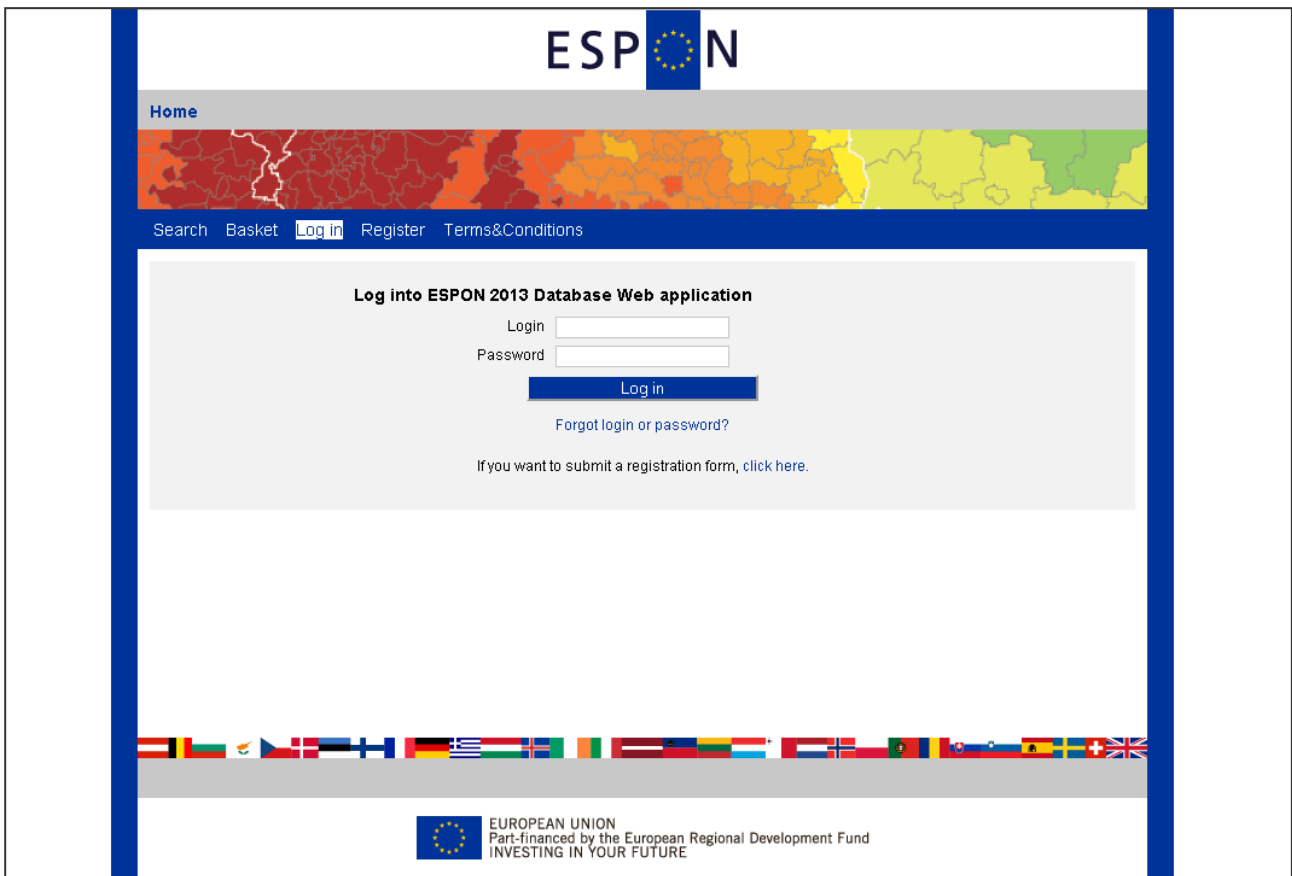 ESPON
Home
Search Basket Log in Register Terms&Conditions
Log into ESPON 2013 Database Web application
Login
Password
Log in
Forgot login or password?
If you want to submit a registration form, click here.
EUROPEAN UNION
Part-financed by the European Regional Development Fund
INVESTING IN YOUR FUTURE